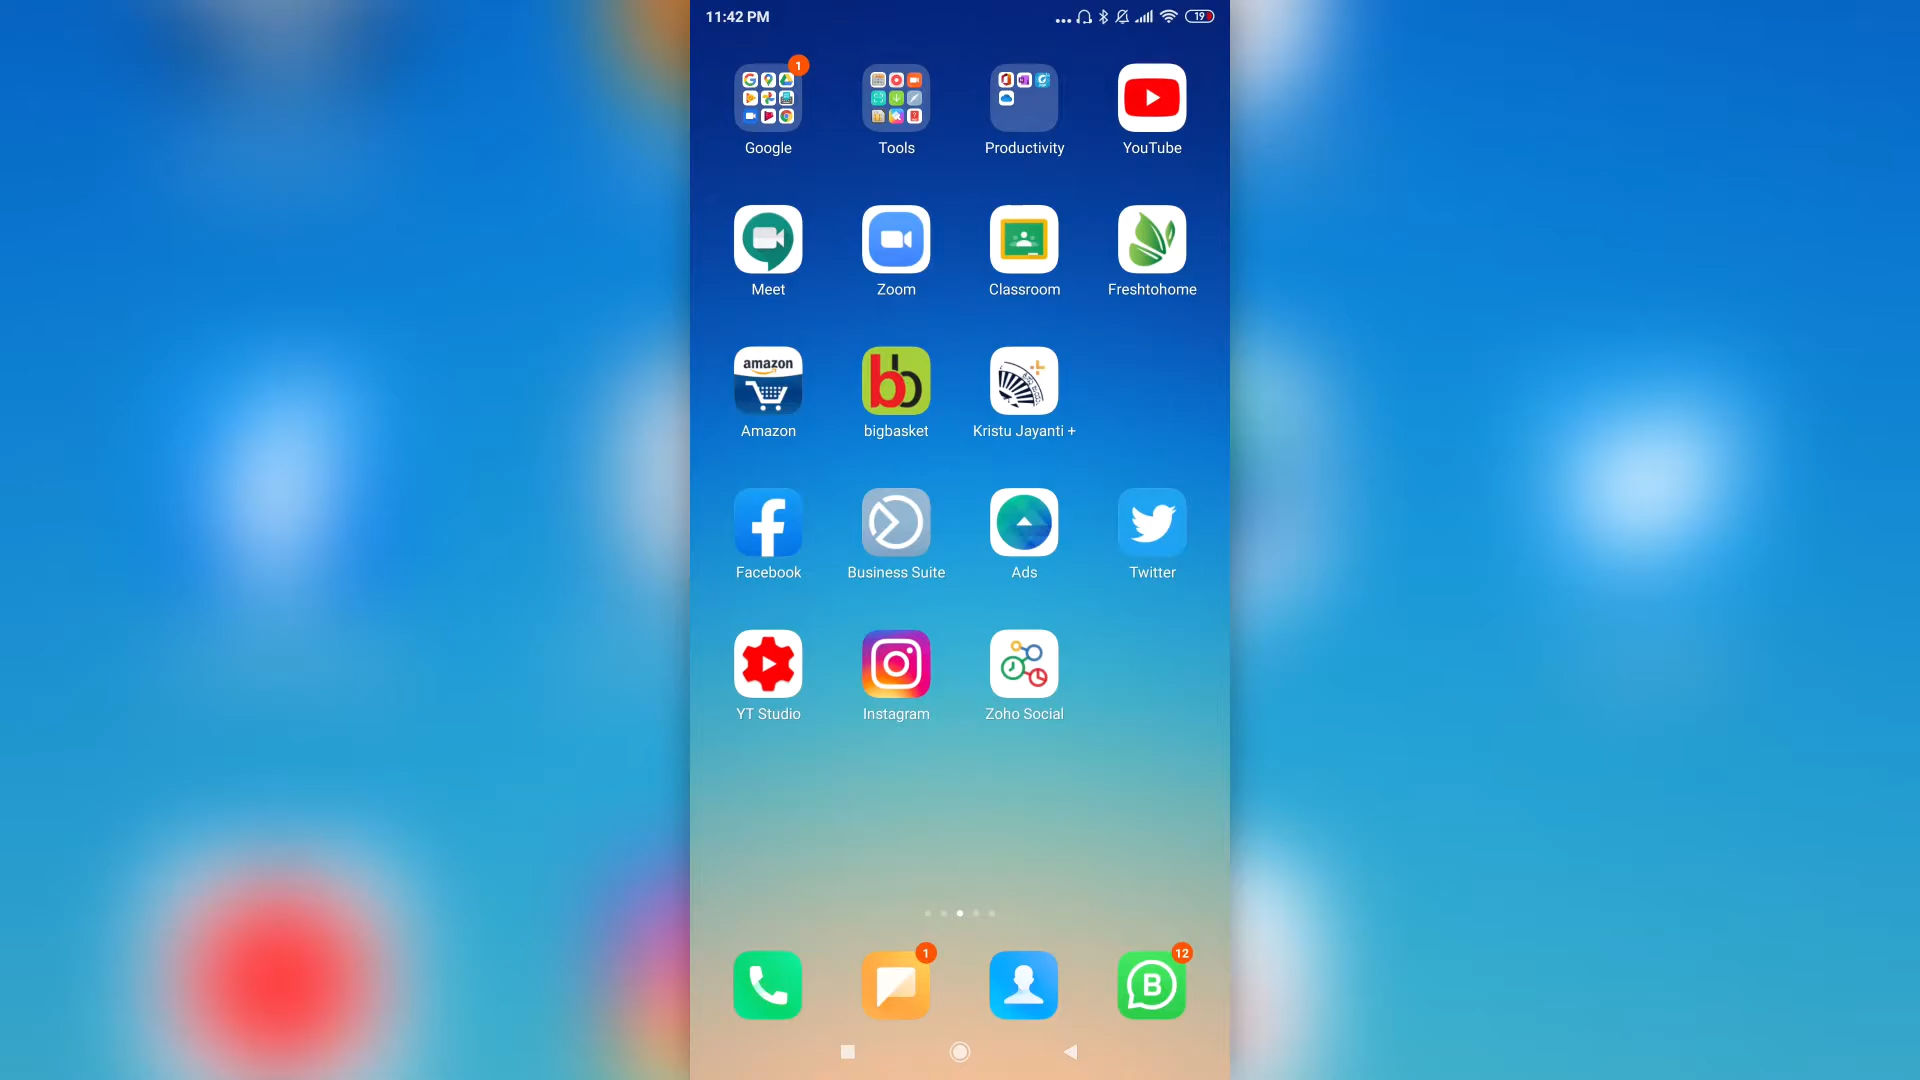 11:42 PM
19
1
Google
Tools
Productivity
YouTube
Meet
Zoom
Classroom
Freshtohome
amazon
bb
Amazon
bigbasket
Kristu Jayanti +
Facebook
Business Suite
Ads
Twitter
YT Studio
Instagram
Zoho Social
1
12
B